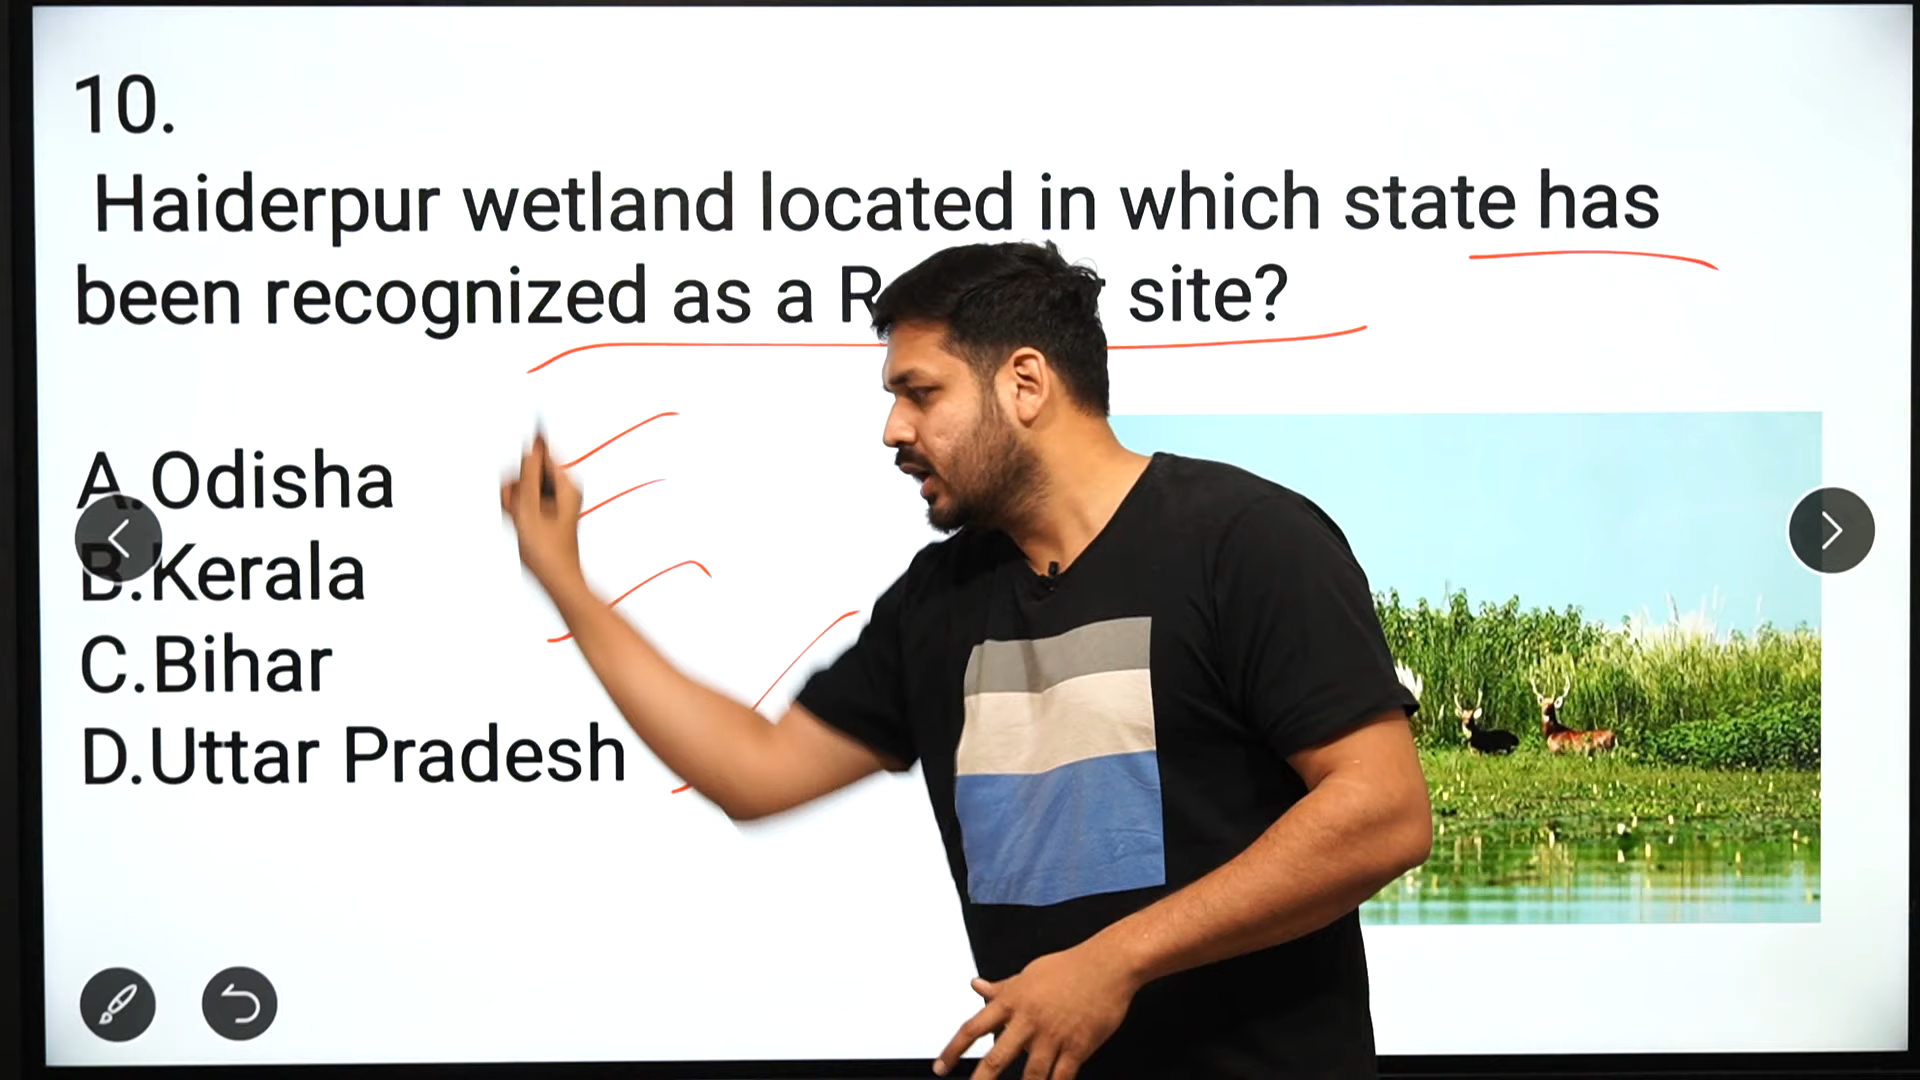 10.
Haiderpur wetland located in which state has
been recognized as a site?
A.Odisha
B.Kerala
C.Bihar
D.Uttar Pradesh